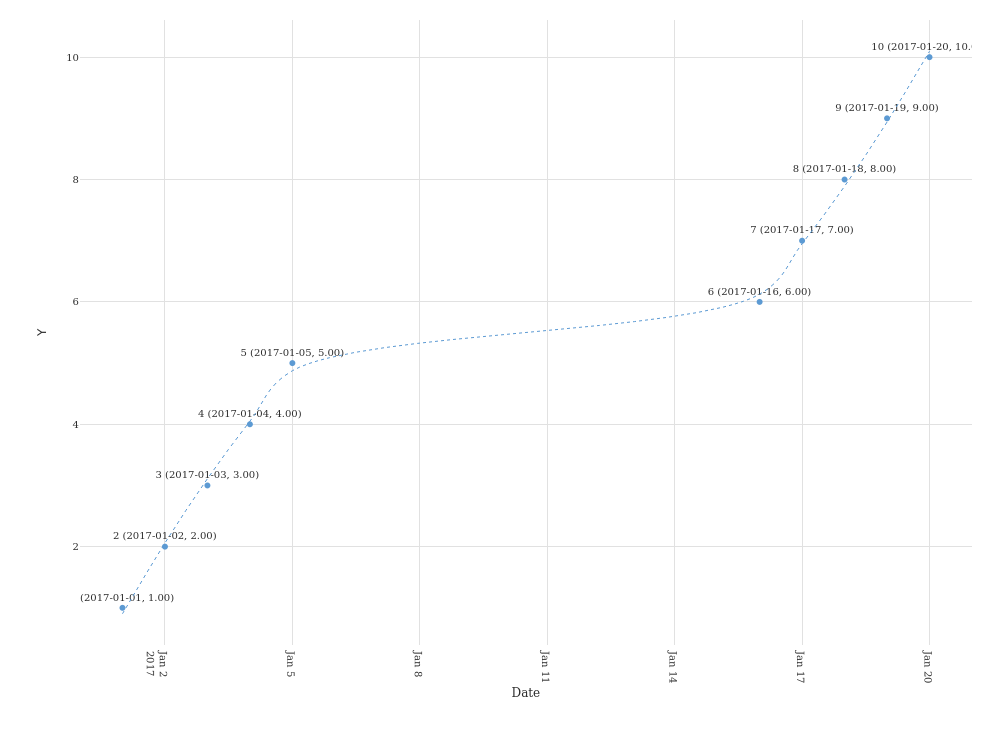 10 (2017-01-20, 10.
10
9 (2017-01-19, 9.00)
8 (2017-01-18, 8.00)
8
7 (2017-01-17, 7.00)
6 (2017-01-16, 6.00)
6
Y
5 (2017-01-05, 5.00)
4 (2017-01-04, 4.00)
4
3 (2017-01-03, 3.00)
2 (2017-01-02, 2.00)
2
(2017-01-01, 1.00)
Jan 2
2017
Jan 5
Jan 8
Jan 11
Jan 14
Jan 17
Jan 20
Date